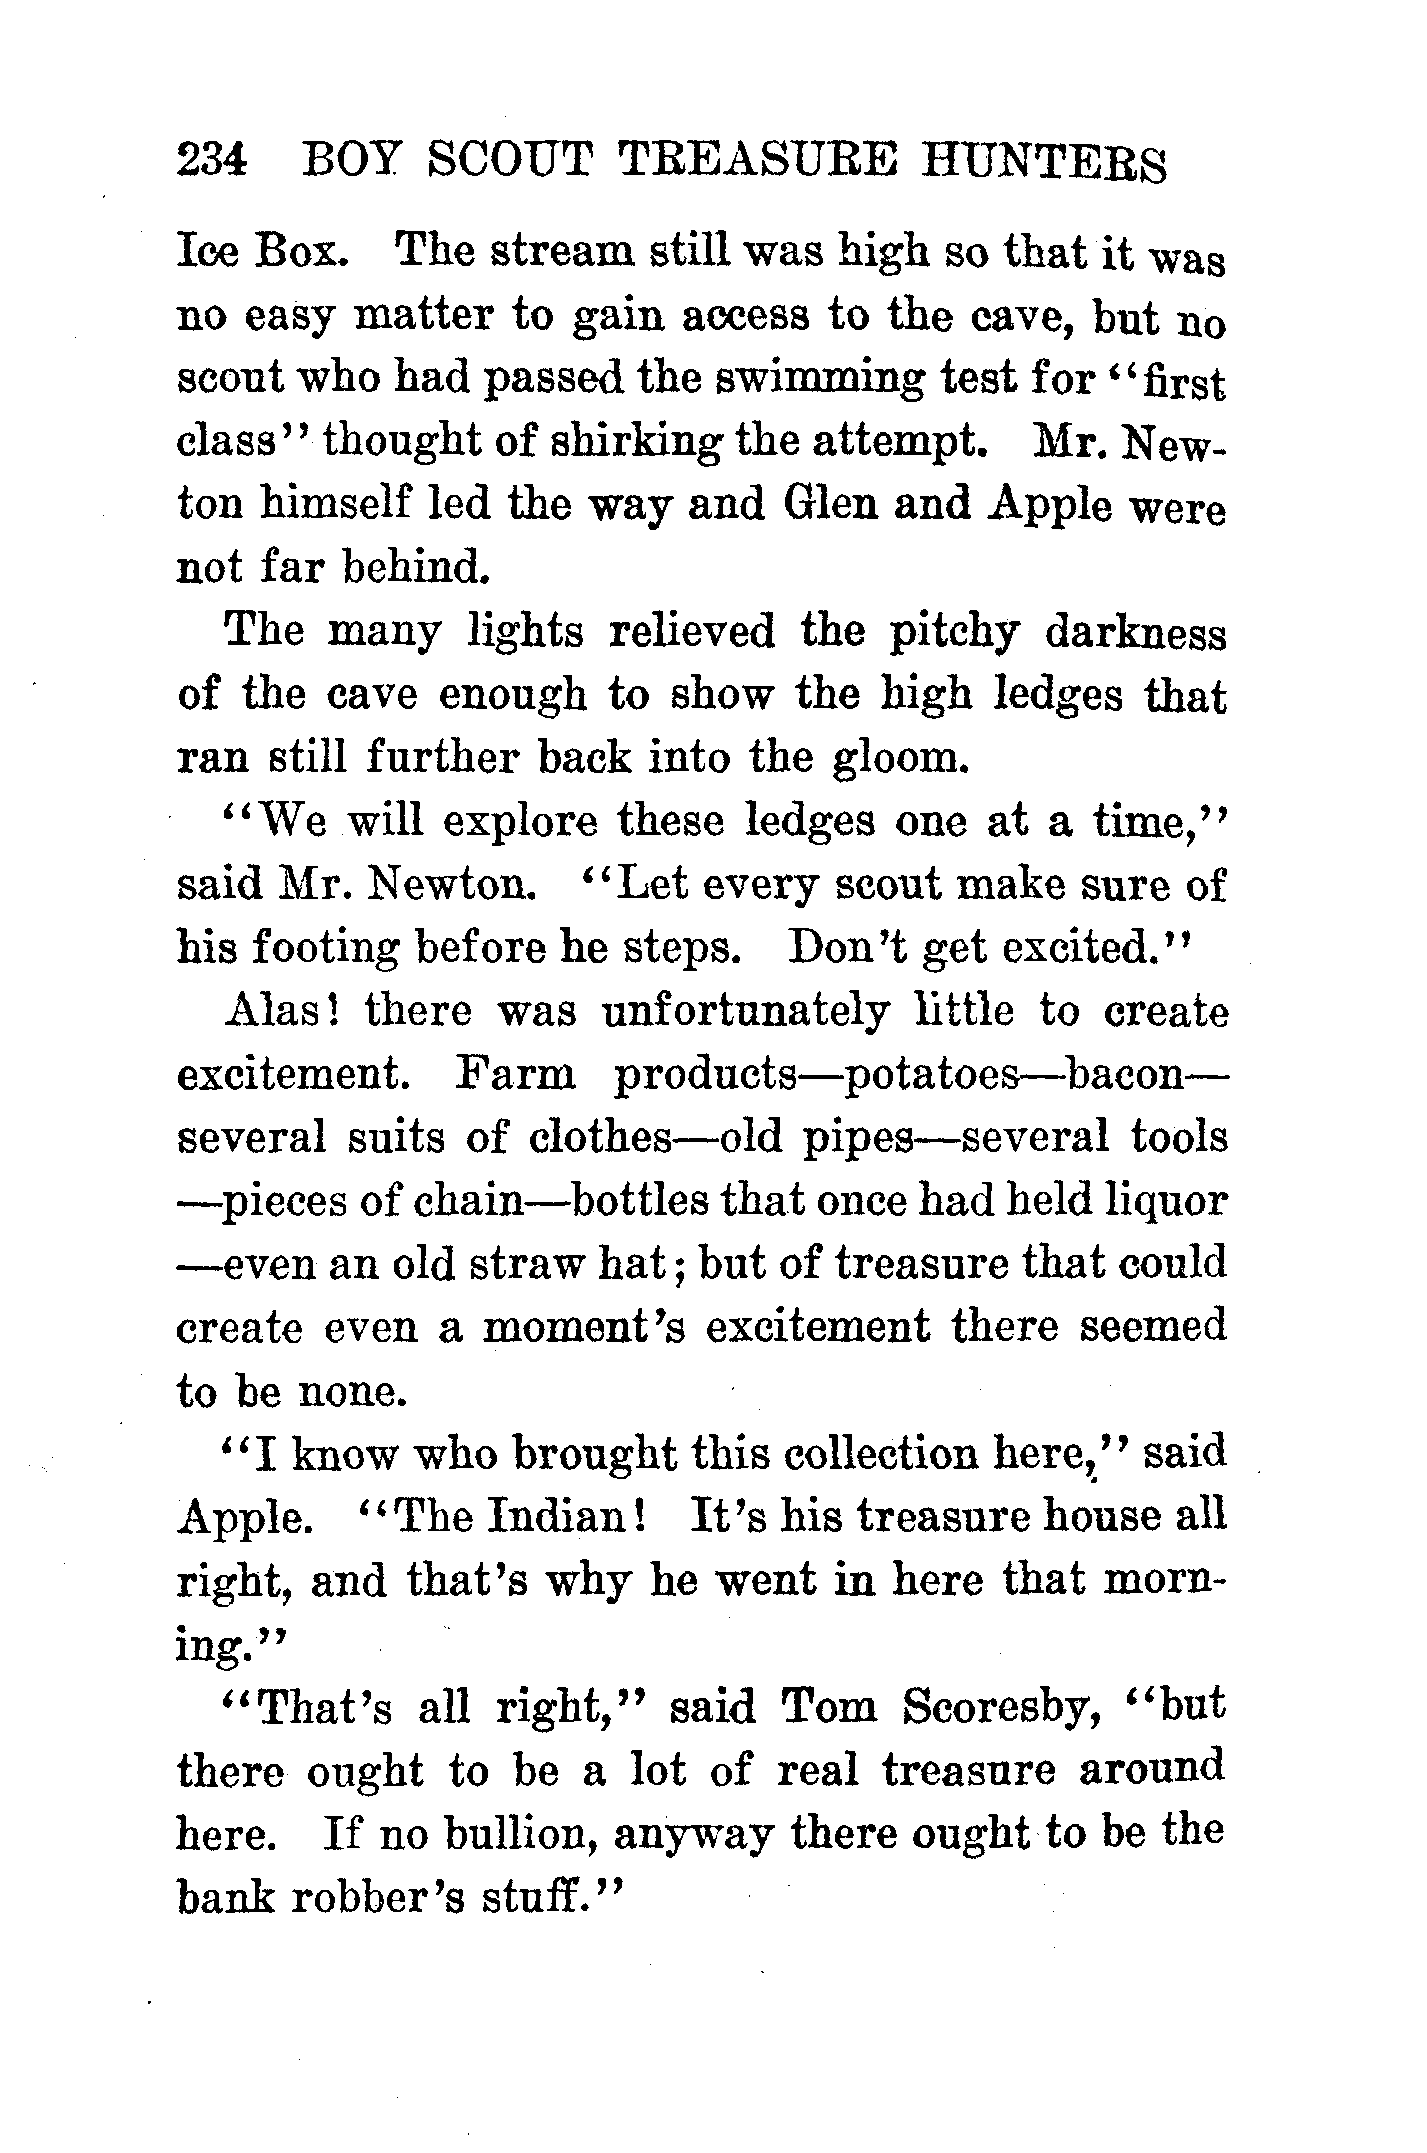 234 BOY SCOUT TREASURE HUNTERS
Ice Box. The stream still was high so that it was
no easy matter to gain access to the cave, but no
scout who had passed the swimming test for "first
class" thought of shirking the attempt. Mr. New-
ton himself led the way and Glen and Apple were
not far behind.
The many lights relieved the pitchy darkness
of the cave enough to show the high ledges that
ran still further back into the gloom.
"We will explore these ledges one at a time,"
said Mr. Newton. "Let every scout make sure of
his footing before he steps. Don't get excited."
Alas! there was unfortunately little to create
excitement. Farm products—potatoes—bacon—
several suits of clothes—old pipes—several tools
—pieces of chain—bottles that once had held liquor
—even an old straw hat; but of treasure that could
create even a moment's excitement there seemed
to be none.
"I know who brought this collection here," said
Apple. "The Indian! It's his treasure house all
right, and that's why he went in here that morn-
ing."
"That's all right," said Tom Scoresby, "but
there ought to be a lot of real treasure around
here. If no bullion, anyway there ought to be the
bank robber's stuff."